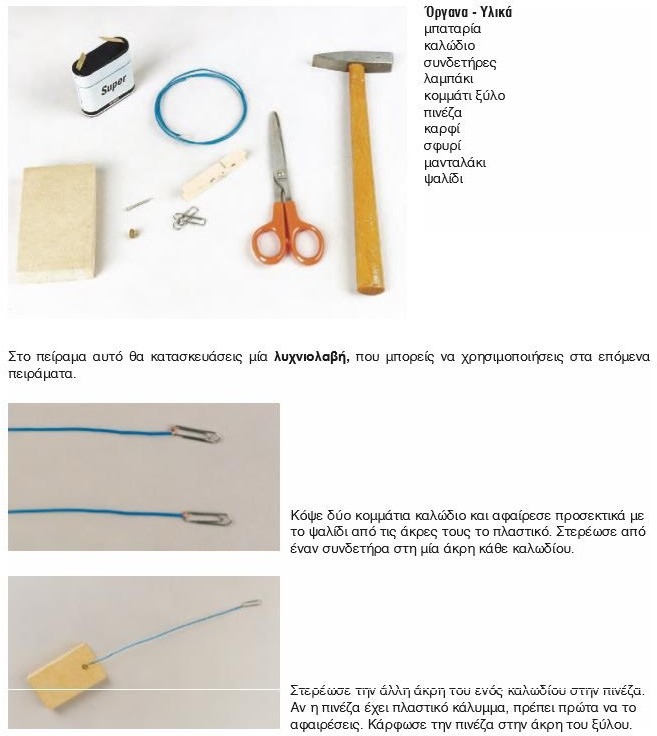 Όργανα - Υλικά
μπαταρία
καλώδιο
συνδετήρες
λαμπάκι
κομμάτι ξύλο
πινέζα
καρφί
σφυρί
μανταλάκι
ψαλίδι
Super
Στο πείραμα αυτό θα κατασκευάσεις μία λυχνιολαβή, που μπορείς να χρησιμοποιήσεις στα επόμενα
πειράματα.
Κόψε δύο κομμάτια καλώδιο και αφαίρεσε προσεκτικά με
το ψαλίδι από τις άκρες τους το πλαστικό. Στερέωσε από
έναν συνδετήρα στη μία άκρη κάθε καλωδίου.
Στερέωσε την άλλη άκρη του ενός καλωδίου στην πινέζα.
Αν η πινέζα έχει πλαστικό κάλυμμα, πρέπει πρώτα να το
αφαιρέσεις. Κάρφωσε την πινέζα στην άκρη του ξύλου.